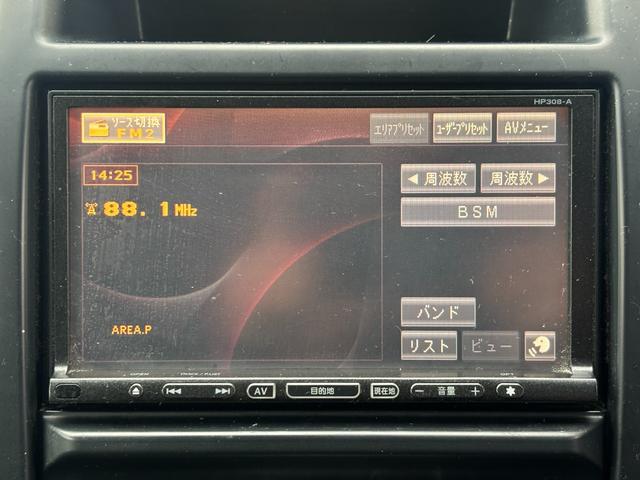 HP308-A
ソース切換
FM2
エリアプリセット
ユーザープリセット
AVメニュー
14:25
88.1MHz
◀ 周波数
周波数 ▶
BSM
AREA.P
バンド
リスト
ビュー
OPEN
AV
目的地
現在地
− 音量 +